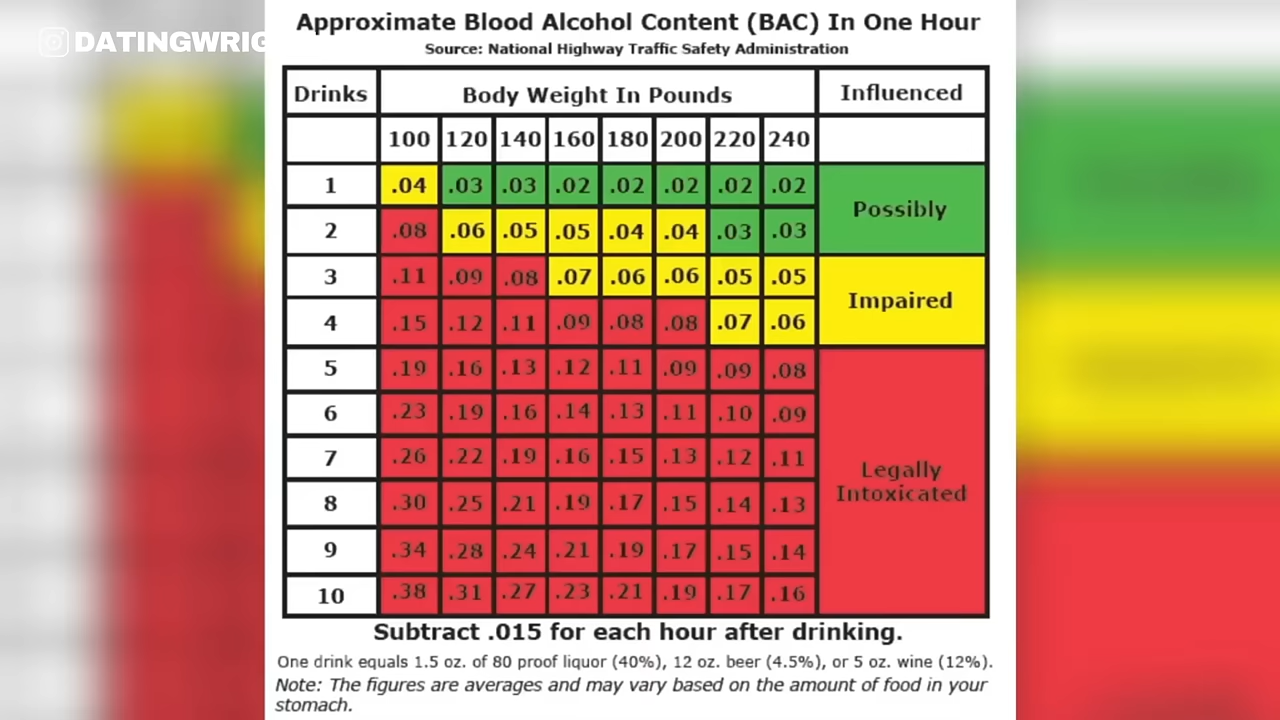 DATINGWRIG
Approximate Blood Alcohol Content (BAC) In One Hour
Source: National Highway Traffic Safety Administration
Drinks Body Weight In Pounds Influenced
100 120 140 160 180 200 220 240
1 .04 .03 .03 .02 .02 .02 .02 .02
Possibly
2 .08 .06 .05 .05 .04 .04 .03 .03
3 .11 .09 .08 .07 .06 .06 .05 .05
Impaired
4 .15 .12 .11 .09 .08 .08 .07 .06
5 .19 .16 .13 .12 .11 .09 .09 .08
6 .23 .19 .16 .14 .13 .11 .10 .09
7 .26 .22 .19 .16 .15 .13 .12 .11
Legally
Intoxicated
8 .30 .25 .21 .19 .17 .15 .14 .13
9 .34 .28 .24 .21 .19 .17 .15 .14
10 .38 .31 .27 .23 .21 .19 .17 .16
Subtract .015 for each hour after drinking.
One drink equals 1.5 oz. of 80 proof liquor (40%), 12 oz. beer (4.5%), or 5 oz. wine (12%).
Note: The figures are averages and may vary based on the amount of food in your
stomach.